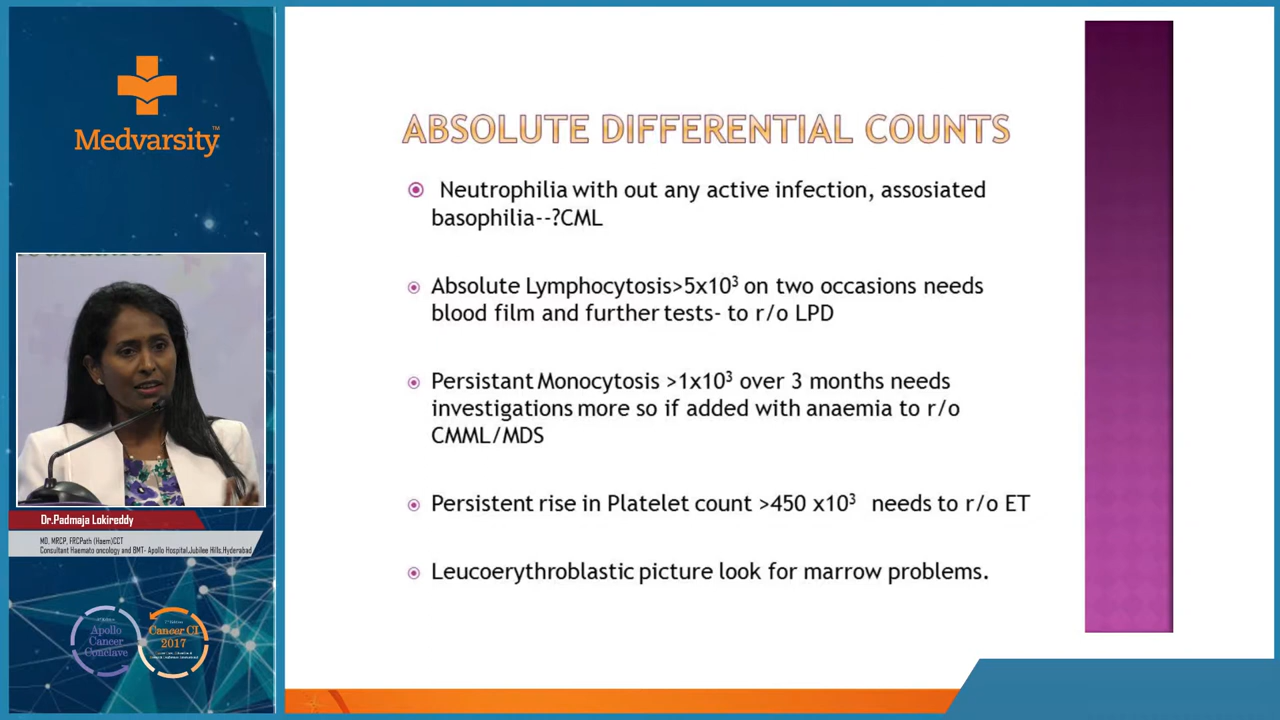 Medvarsity™
ABSOLUTE DIFFERENTIAL COUNTS
Neutrophilia with out any active infection, assosiated
basophilia--?CML
Absolute Lymphocytosis>5x10³ on two occasions needs
blood film and further tests- to r/o LPD
Persistant Monocytosis >1x10³ over 3 months needs
investigations more so if added with anaemia to r/o
CMML/MDS
Persistent rise in Platelet count >450 x10³ needs to r/o ET
Leucoerythroblastic picture look for marrow problems.
Dr.Padmaja Lokireddy
MD, MRCP, FRCPath (Haem)CCT
Consultant Haemato oncology and BMT- Apollo Hospital,Jubilee Hills,Hyderabad
Apollo
Cancer
Conclave
Cancer CI
2017